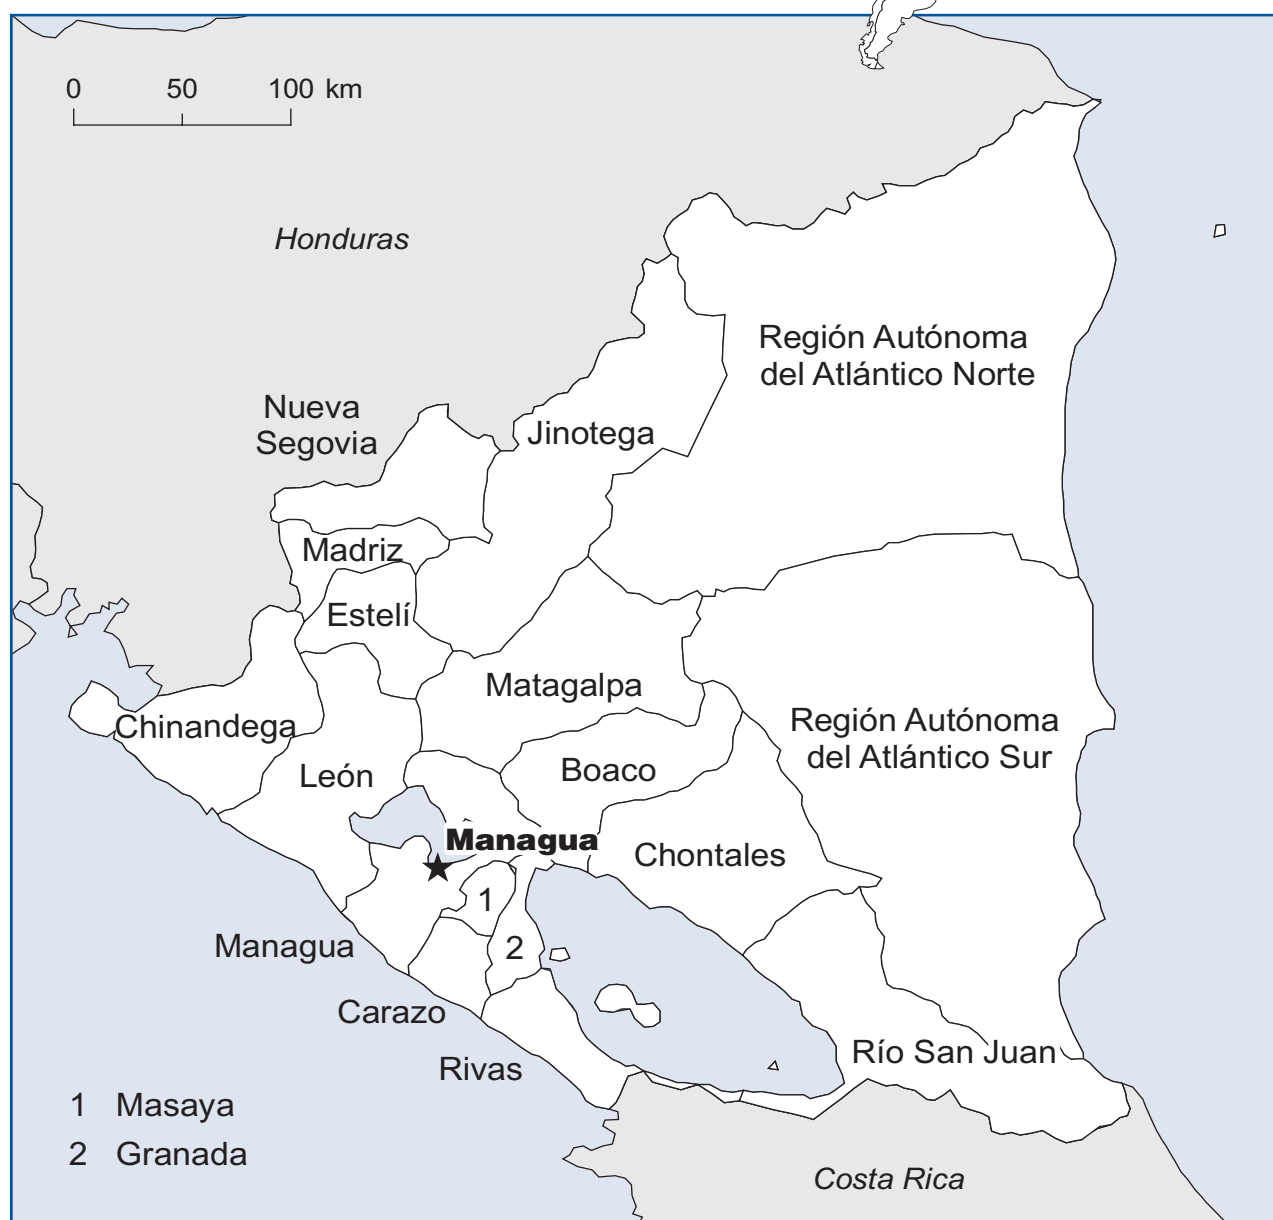 0 50 100 km
Honduras
Región Autónoma
del Atlántico Norte
Nueva
Segovia
Jinotega
Madriz
Estelí
Matagalpa
Chinandega
Región Autónoma
del Atlántico Sur
León
Boaco
Managua
Chontales
1
2
Managua
Carazo
Río San Juan
Rivas
1 Masaya
2 Granada
Costa Rica